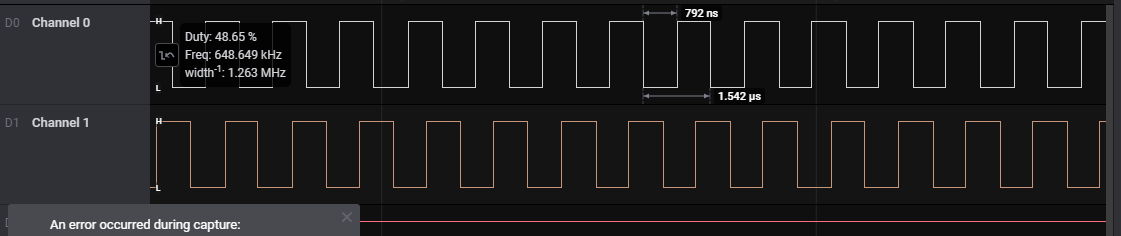 D0 Channel 0
H
L
Duty: 48.65 %
Freq: 648.649 kHz
width-1: 1.263 MHz
792 ns
1.542 µs
D1 Channel 1
H
L
An error occurred during capture: